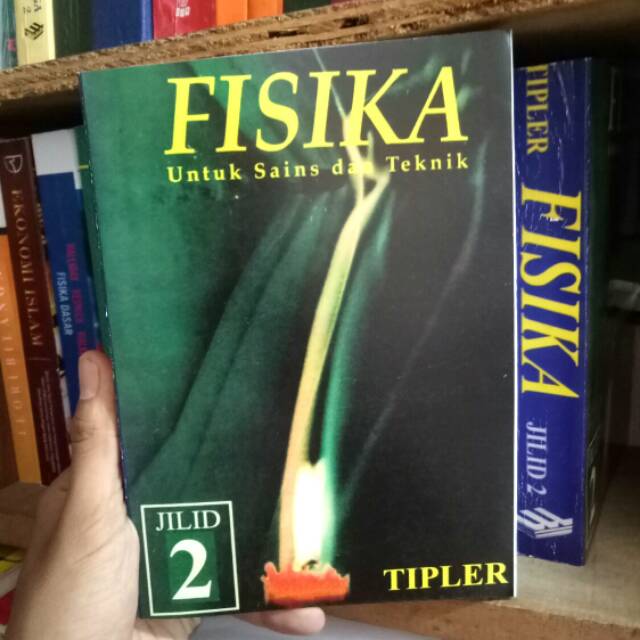 FISIKA
Untuk Sains dan Teknik
JILID
2
TIPLER
TIPLER
FISIKA
JILID 2
EKONOMI ISLAM
FISIKA DASAR